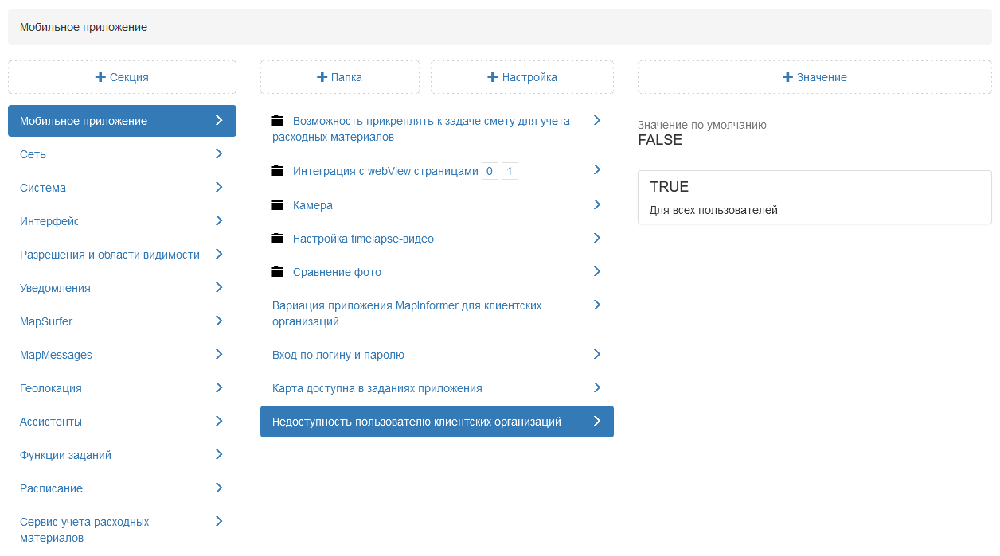 Мобильное приложение
Секция
Папка
Настройка
Значение
Мобильное приложение
Сеть
Система
Интерфейс
Разрешения и области видимости
Уведомления
MapSurfer
MapMessages
Геолокация
Ассистенты
Функции заданий
Расписание
Сервис учета расходных
материалов
Возможность прикреплять к задаче смету для учета
расходных материалов
Интеграция с webView страницами 0 1
Камера
Настройка timelapse-видео
Сравнение фото
Вариация приложения MapInformer для клиентских
организаций
Вход по логину и паролю
Карта доступна в заданиях приложения
Недоступность пользователю клиентских организаций
Значение по умолчанию
FALSE
TRUE
Для всех пользователей